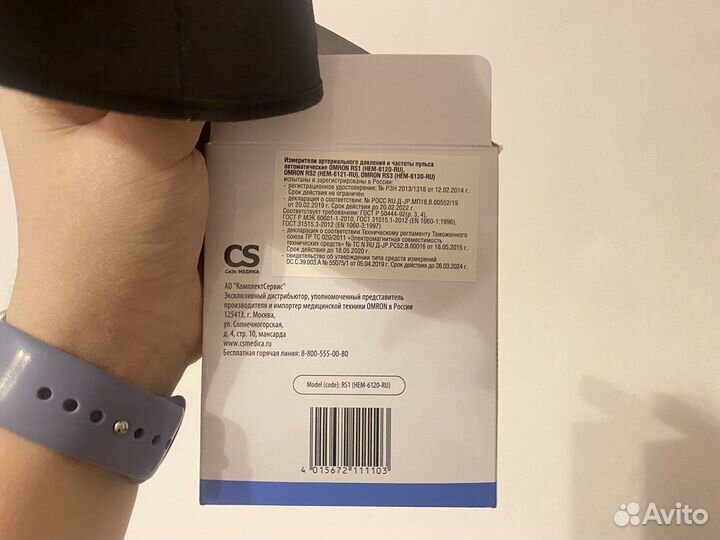 Измерители артериального давления и частоты пульса
автоматические OMRON RS1 (HEM-6120-RU),
OMRON RS2 (HEM-6121-RU), OMRON RS3 (HEM-6130-RU)
испытаны и зарегистрированы в России.
- регистрационное удостоверение: № РЗН 2013/1318 от 12.02.2014 г.
Срок действия не ограничен.
- декларация о соответствии: № РОСС RU Д-JP.МП18.В.00552/19
от 20.02.2019 г. Срок действия до 20.02.2022 г.
Соответствуют требованиям: ГОСТ Р 50444-92(р. 3, 4),
ГОСТ Р МЭК 60601-1-2010, ГОСТ 31515.1-2012 (EN 1060-1:1996),
ГОСТ 31515.3-2012 (EN 1060-3:1997)
- декларация о соответствии Техническому регламенту Таможенного
союза ТР ТС 020/2011 «Электромагнитная совместимость
технических средств» № ТС N RU Д-JP.РС52.В.00016 от 18.05.2015 г.
Срок действия до 18.05.2020 г.
- свидетельство об утверждении типа средств измерений
ОС.C.39.003.A № 55075/1 от 05.04.2019 г. Срок действия до 26.03.2024 г.
CS
СиЭс МЕДИКА
АО "КомплектСервис"
Эксклюзивный дистрибьютор, уполномоченный представитель
производителя и импортер медицинской техники OMRON в России
125413, г. Москва,
ул. Солнечногорская,
д. 4, стр. 10, мансарда
www.csmedica.ru
Бесплатная горячая линия: 8-800-555-00-80
Model (code): RS1 (HEM-6120-RU)
4 015672 111103
Avito